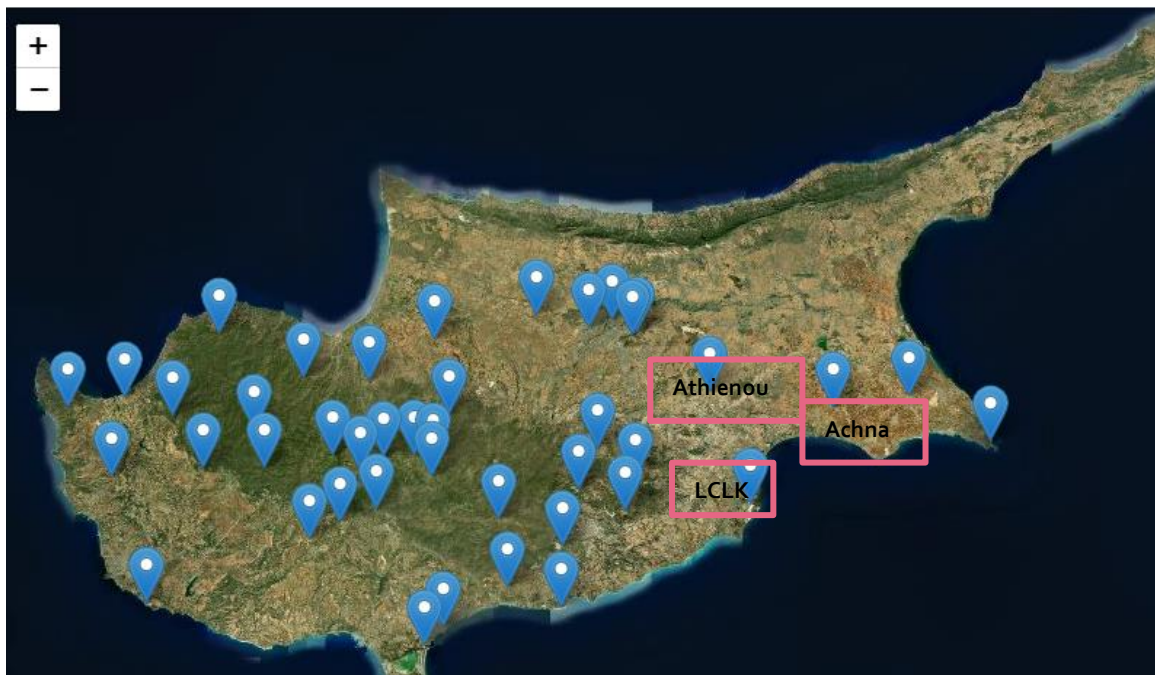 +
−
Athienou
Achna
LCLK